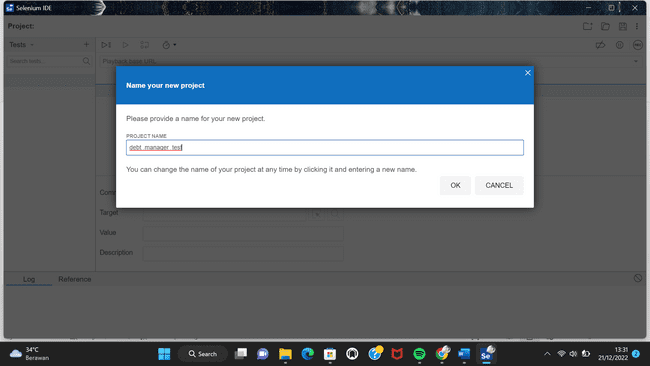 Selenium IDE
Project:
Tests
Search tests...
Playback base URL
Name your new project
Please provide a name for your new project.
PROJECT NAME
debt_manager_test
You can change the name of your project at any time by clicking it and entering a new name.
OK CANCEL
Target
Value
Description
Log Reference
34°C
Berawan
Search
13:31
21/12/2022